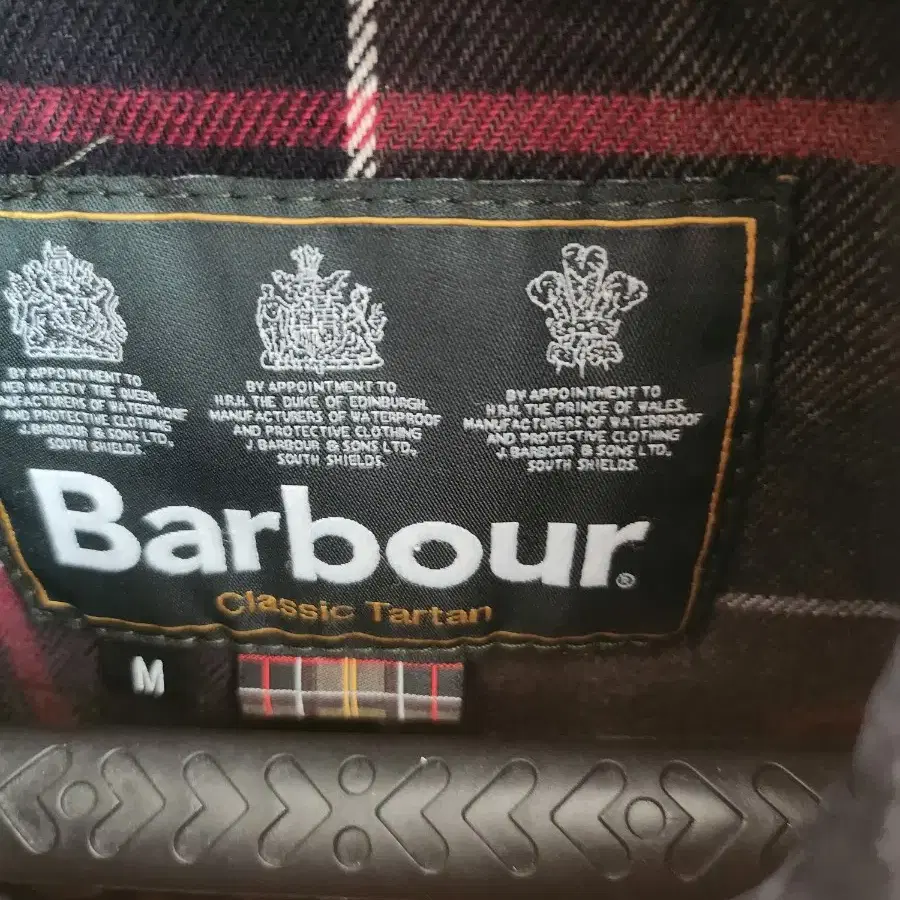 BY APPOINTMENT TO
HER MAJESTY THE QUEEN,
MANUFACTURERS OF WATERPROOF
AND PROTECTIVE CLOTHING
J.BARBOUR & SONS LTD.,
SOUTH SHIELDS.
BY APPOINTMENT TO
H.R.H. THE DUKE OF EDINBURGH,
MANUFACTURERS OF WATERPROOF
AND PROTECTIVE CLOTHING
J BARBOUR & SONS LTD.,
SOUTH SHIELDS.
BY APPOINTMENT TO
H.R.H. THE PRINCE OF WALES.
MANUFACTURERS OF WATERPROOF
AND PROTECTIVE CLOTHING
J.BARBOUR & SONS LTD.,
SOUTH SHIELDS.
Barbour®
Classic Tartan
M